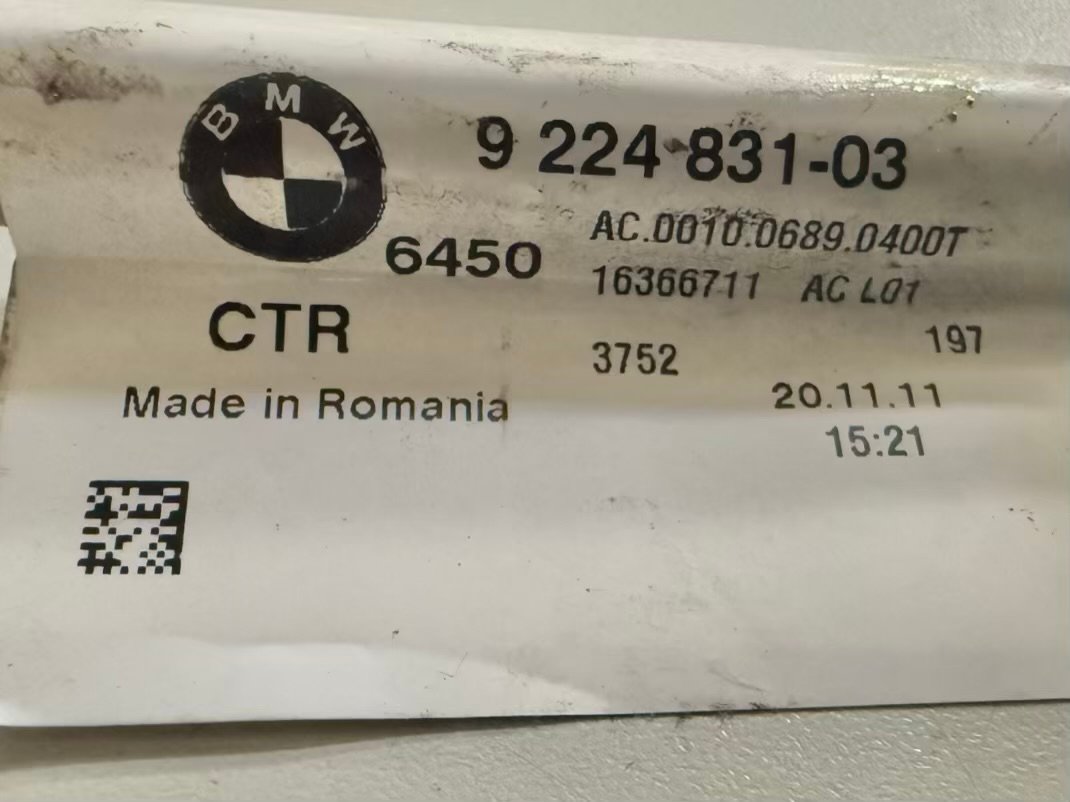 BMW
9 224 831-03
AC.0010.0689.0400T
6450
16366711 AC L01
CTR
197
3752
Made in Romania
20.11.11
15:21